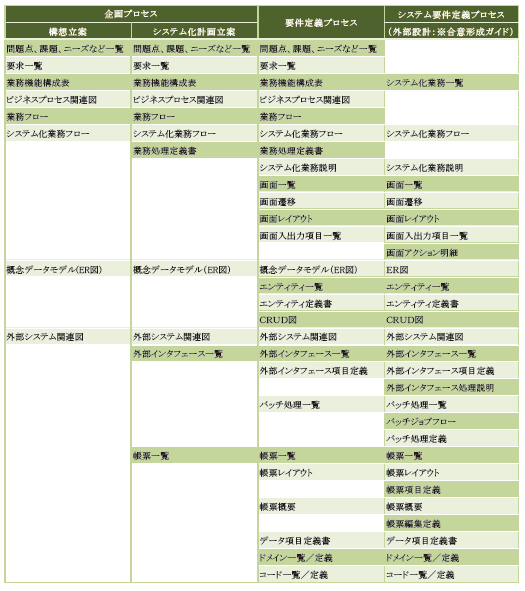 企画プロセス 要件定義プロセス システム要件定義プロセス
構想立案 システム化計画立案 （外部設計：※合意形成ガイド）
問題点、課題、ニーズなど一覧 問題点、課題、ニーズなど一覧 問題点、課題、ニーズなど一覧
要求一覧 要求一覧 要求一覧
業務機能構成表 業務機能構成表 業務機能構成表 システム化業務一覧
ビジネスプロセス関連図 ビジネスプロセス関連図 ビジネスプロセス関連図
業務フロー 業務フロー 業務フロー
システム化業務フロー システム化業務フロー システム化業務フロー システム化業務フロー
業務処理定義書 業務処理定義書
システム化業務説明 システム化業務説明
画面一覧 画面一覧
画面遷移 画面遷移
画面レイアウト 画面レイアウト
画面入出力項目一覧 画面入出力項目一覧
画面アクション明細
概念データモデル(ER図) 概念データモデル（ER図） 概念データモデル（ER図） ER図
エンティティ一覧 エンティティ一覧
エンティティ定義書 エンティティ定義書
CRUD図 CRUD図
外部システム関連図 外部システム関連図 外部システム関連図 外部システム関連図
外部インタフェース一覧 外部インタフェース一覧 外部インタフェース一覧
外部インタフェース項目定義 外部インタフェース項目定義
外部インタフェース処理説明
バッチ処理一覧 バッチ処理一覧
バッチジョブフロー
バッチ処理定義
帳票一覧 帳票一覧 帳票一覧
帳票レイアウト 帳票レイアウト
帳票項目定義
帳票概要 帳票概要
帳票編集定義
データ項目定義書 データ項目定義書
ドメイン一覧／定義 ドメイン一覧／定義
コード一覧／定義 コード一覧／定義